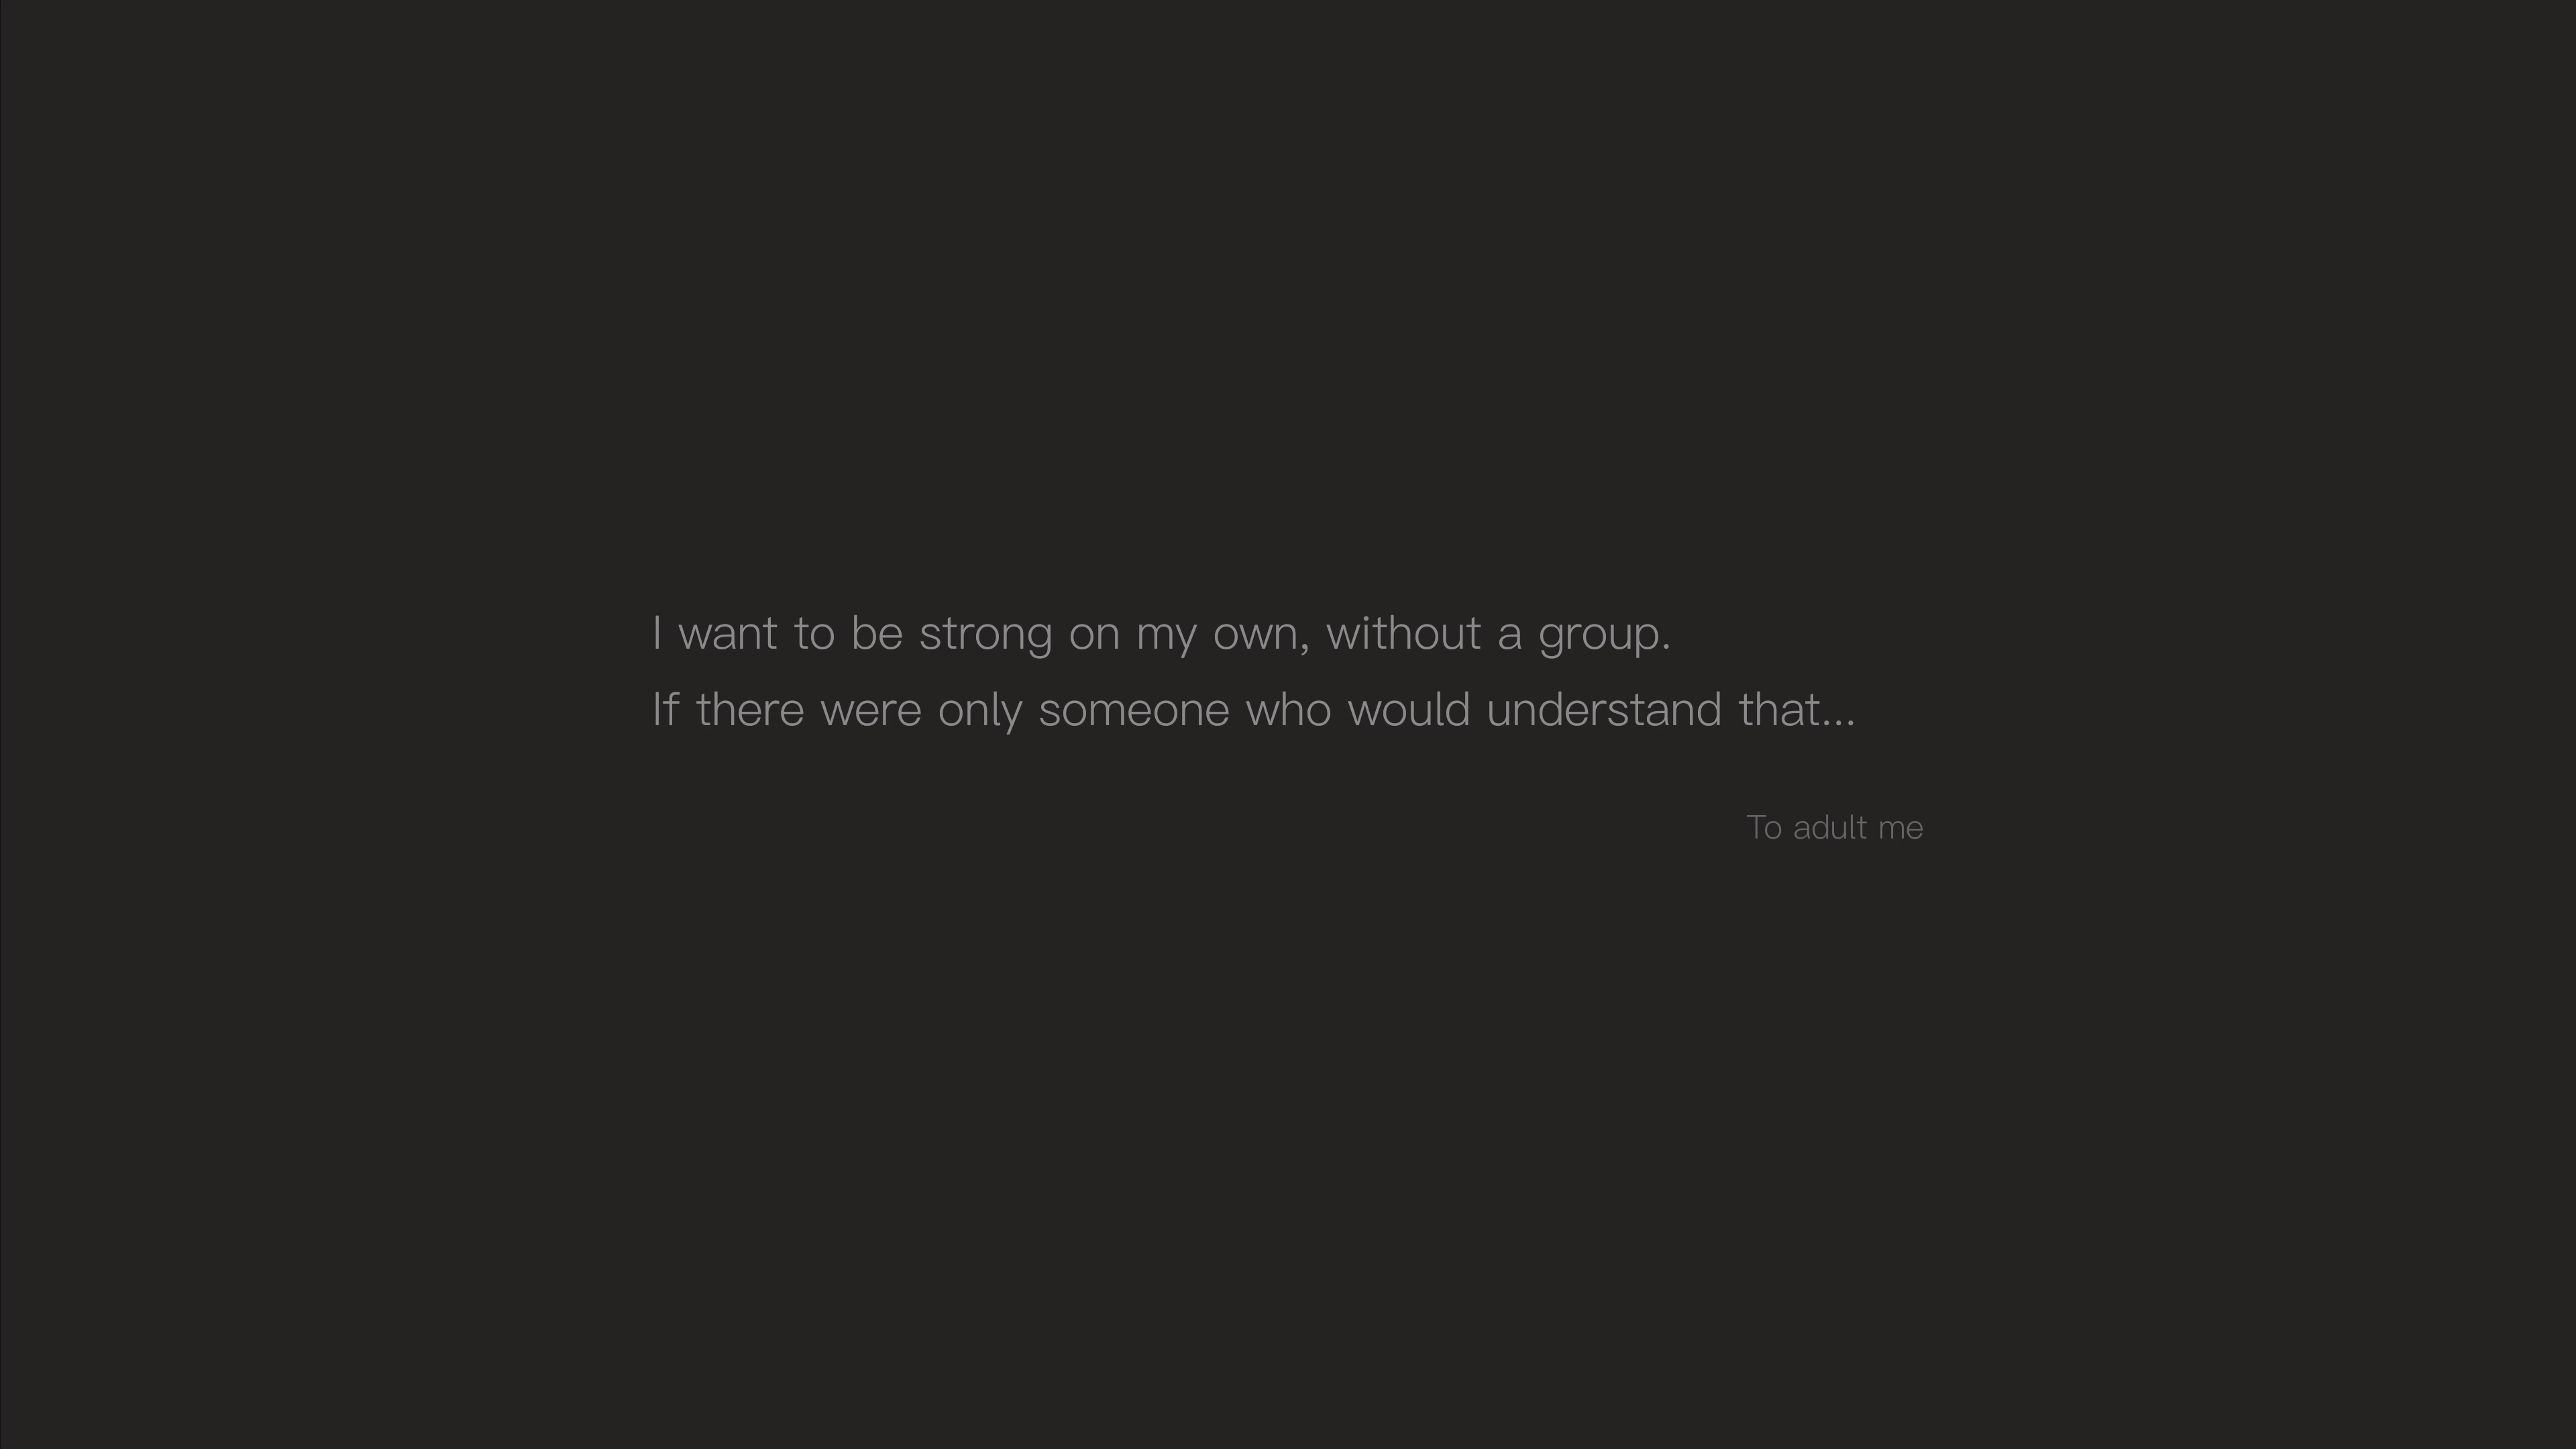 I want to be strong on my own, without a group.
If there were only someone who would understand that...
To adult me